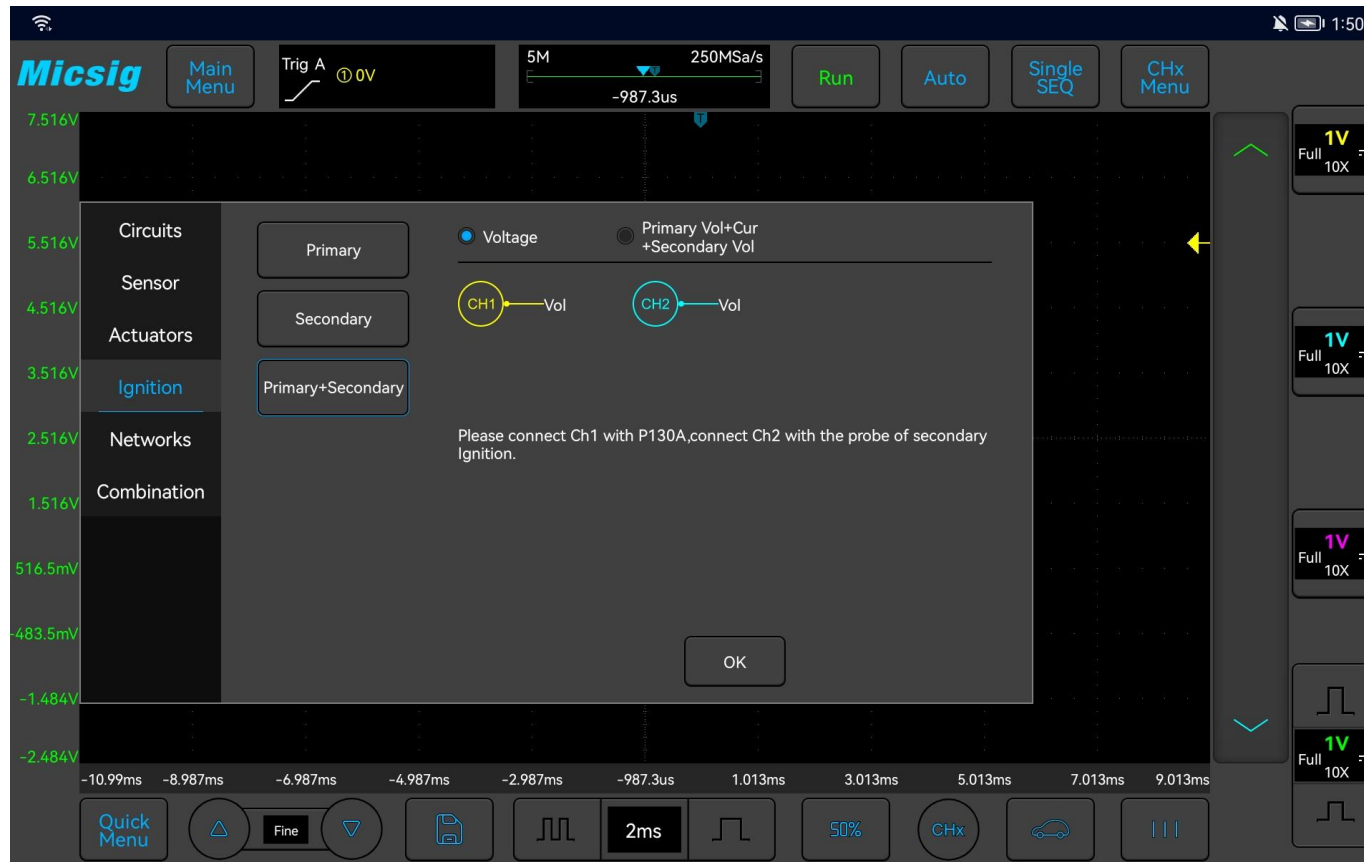 1:50
Micsig
Main
Menu
Trig A
① 0V
5M
250MSa/s
-987.3us
Run
Auto
Single
SEQ
CHx
Menu
T
7.516V
6.516V
5.516V
4.516V
3.516V
2.516V
1.516V
516.5mV
-483.5mV
-1.484V
-2.484V
Circuits
Sensor
Actuators
Ignition
Networks
Combination
Primary
Secondary
Primary+Secondary
Voltage
Primary Vol+Cur
+Secondary Vol
CH1
Vol
CH2
Vol
Please connect Ch1 with P130A,connect Ch2 with the probe of secondary
Ignition.
OK
1V
Full
10X
1V
Full
10X
1V
Full
10X
1V
Full
10X
-10.99ms
-8.987ms
-6.987ms
-4.987ms
-2.987ms
-987.3us
1.013ms
3.013ms
5.013ms
7.013ms
9.013ms
Quick
Menu
Fine
2ms
50%
CHx